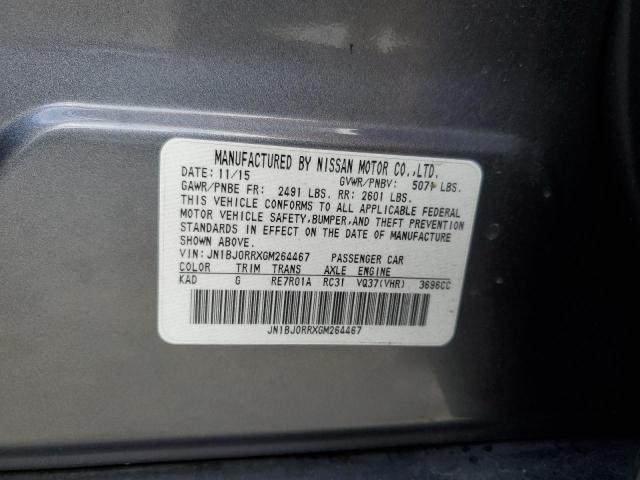 MANUFACTURED BY NISSAN MOTOR CO.,LTD.
DATE: 11/15 GVWR/PNBV: 5071 LBS.
GAWR/PNBE FR: 2491 LBS. RR: 2601 LBS.
THIS VEHICLE CONFORMS TO ALL APPLICABLE FEDERAL
MOTOR VEHICLE SAFETY,BUMPER,AND THEFT PREVENTION
STANDARDS IN EFFECT ON THE DATE OF MANUFACTURE
SHOWN ABOVE.
VIN:JN1BJ0RRXGM264467 PASSENGER CAR
COLOR TRIM TRANS AXLE ENGINE
KAD G RE7R01A RC31 VQ37(VHR) 3696CC
JN1BJ0RRXGM264467